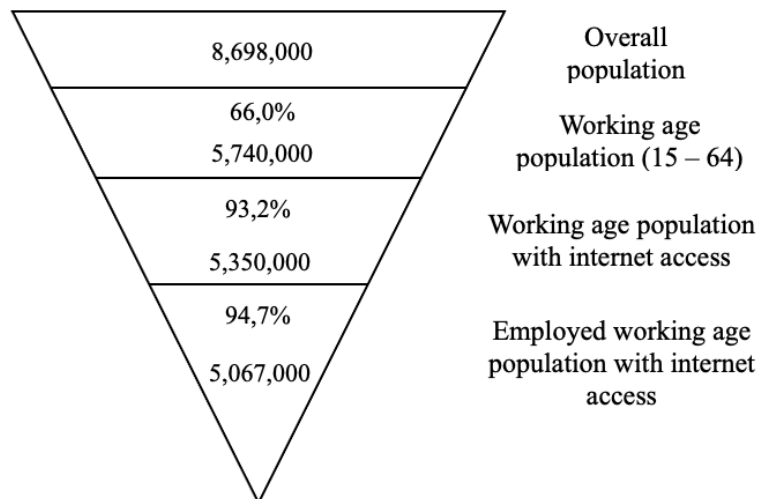 8,698,000
Overall
population
66,0%
5,740,000
Working age
population (15 – 64)
93,2%
5,350,000
Working age population
with internet access
94,7%
5,067,000
Employed working age
population with internet
access